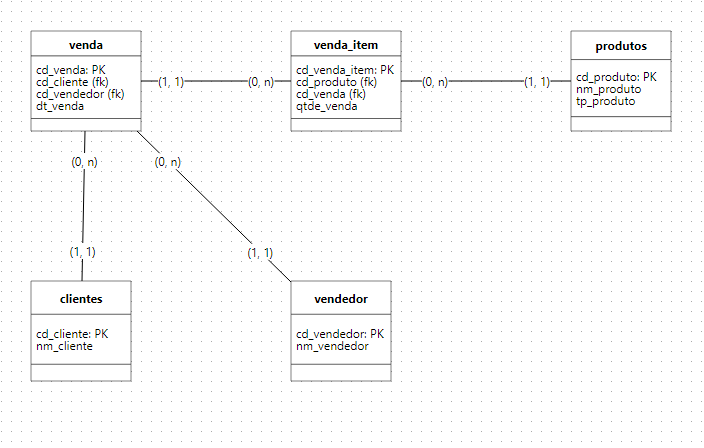 venda
cd_venda: PK
cd_cliente (fk)
cd_vendedor (fk)
dt_venda
(1, 1)
(0, n)
venda_item
cd_venda_item: PK
cd_produto (fk)
cd_venda (fk)
qtde_venda
(0, n)
(1, 1)
produtos
cd_produto: PK
nm_produto
tp_produto
(0, n)
(0, n)
(1, 1)
(1, 1)
clientes
cd_cliente: PK
nm_cliente
vendedor
cd_vendedor: PK
nm_vendedor